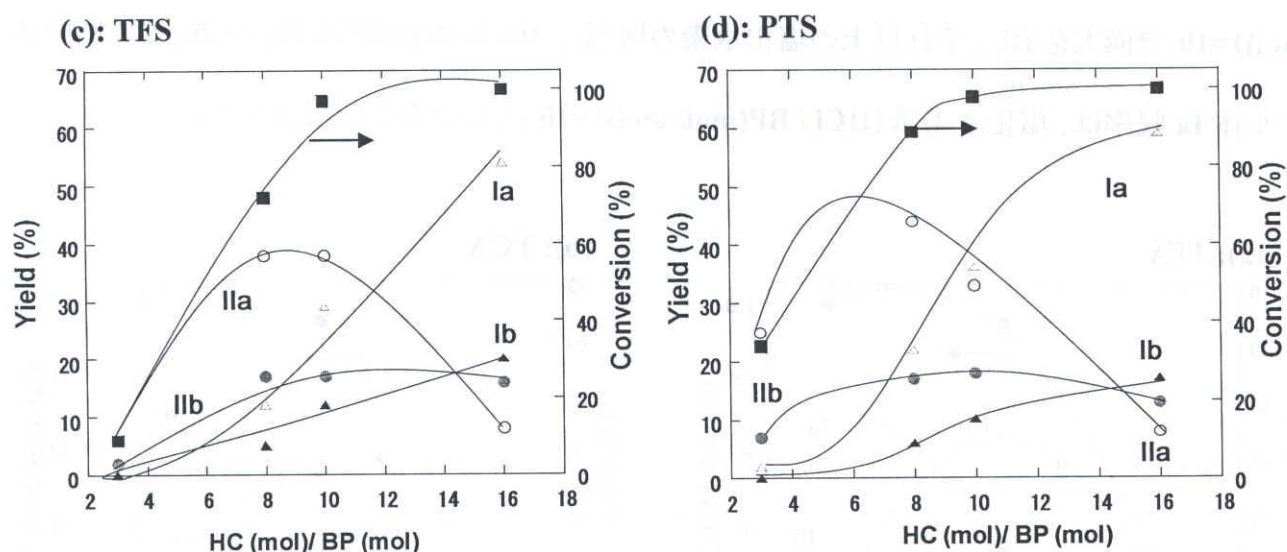 (c): TFS
70
60
50
40
30
20
10
0
Yield (%)
100
80
60
40
20
0
Conversion (%)
IIa
IIb
Ia
Ib
2 4 6 8 10 12 14 16 18
HC (mol)/ BP (mol)
(d): PTS
70
60
50
40
30
20
10
0
Yield (%)
100
80
60
40
20
0
Conversion (%)
Ia
Ib
IIb
IIa
2 4 6 8 10 12 14 16 18
HC (mol)/ BP (mol)